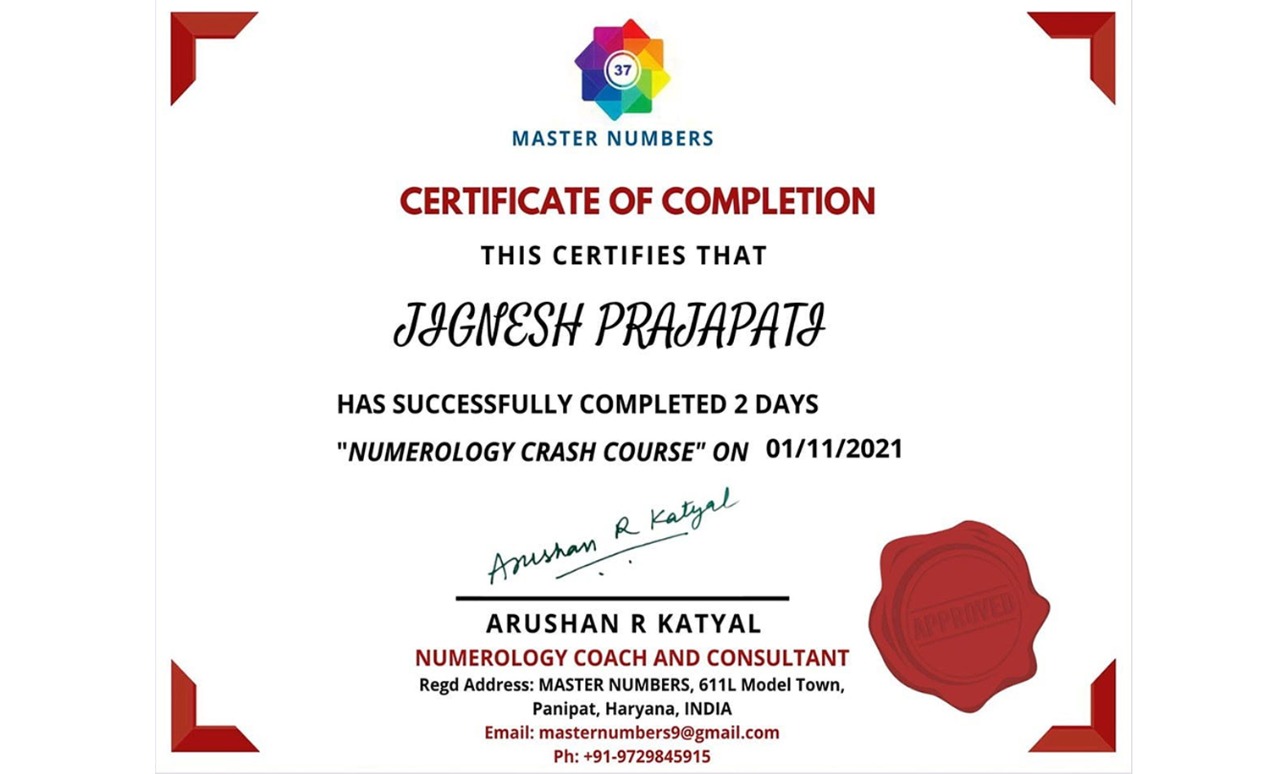 37
MASTER NUMBERS
CERTIFICATE OF COMPLETION
THIS CERTIFIES THAT
JIGNESH PRAJAPATI
HAS SUCCESSFULLY COMPLETED 2 DAYS
"NUMEROLOGY CRASH COURSE" ON 01/11/2021
Arushan R Katyal
APPROVED
ARUSHAN R KATYAL
NUMEROLOGY COACH AND CONSULTANT
Regd Address: MASTER NUMBERS, 611L Model Town,
Panipat, Haryana, INDIA
Email: masternumbers9@gmail.com
Ph: +91-9729845915